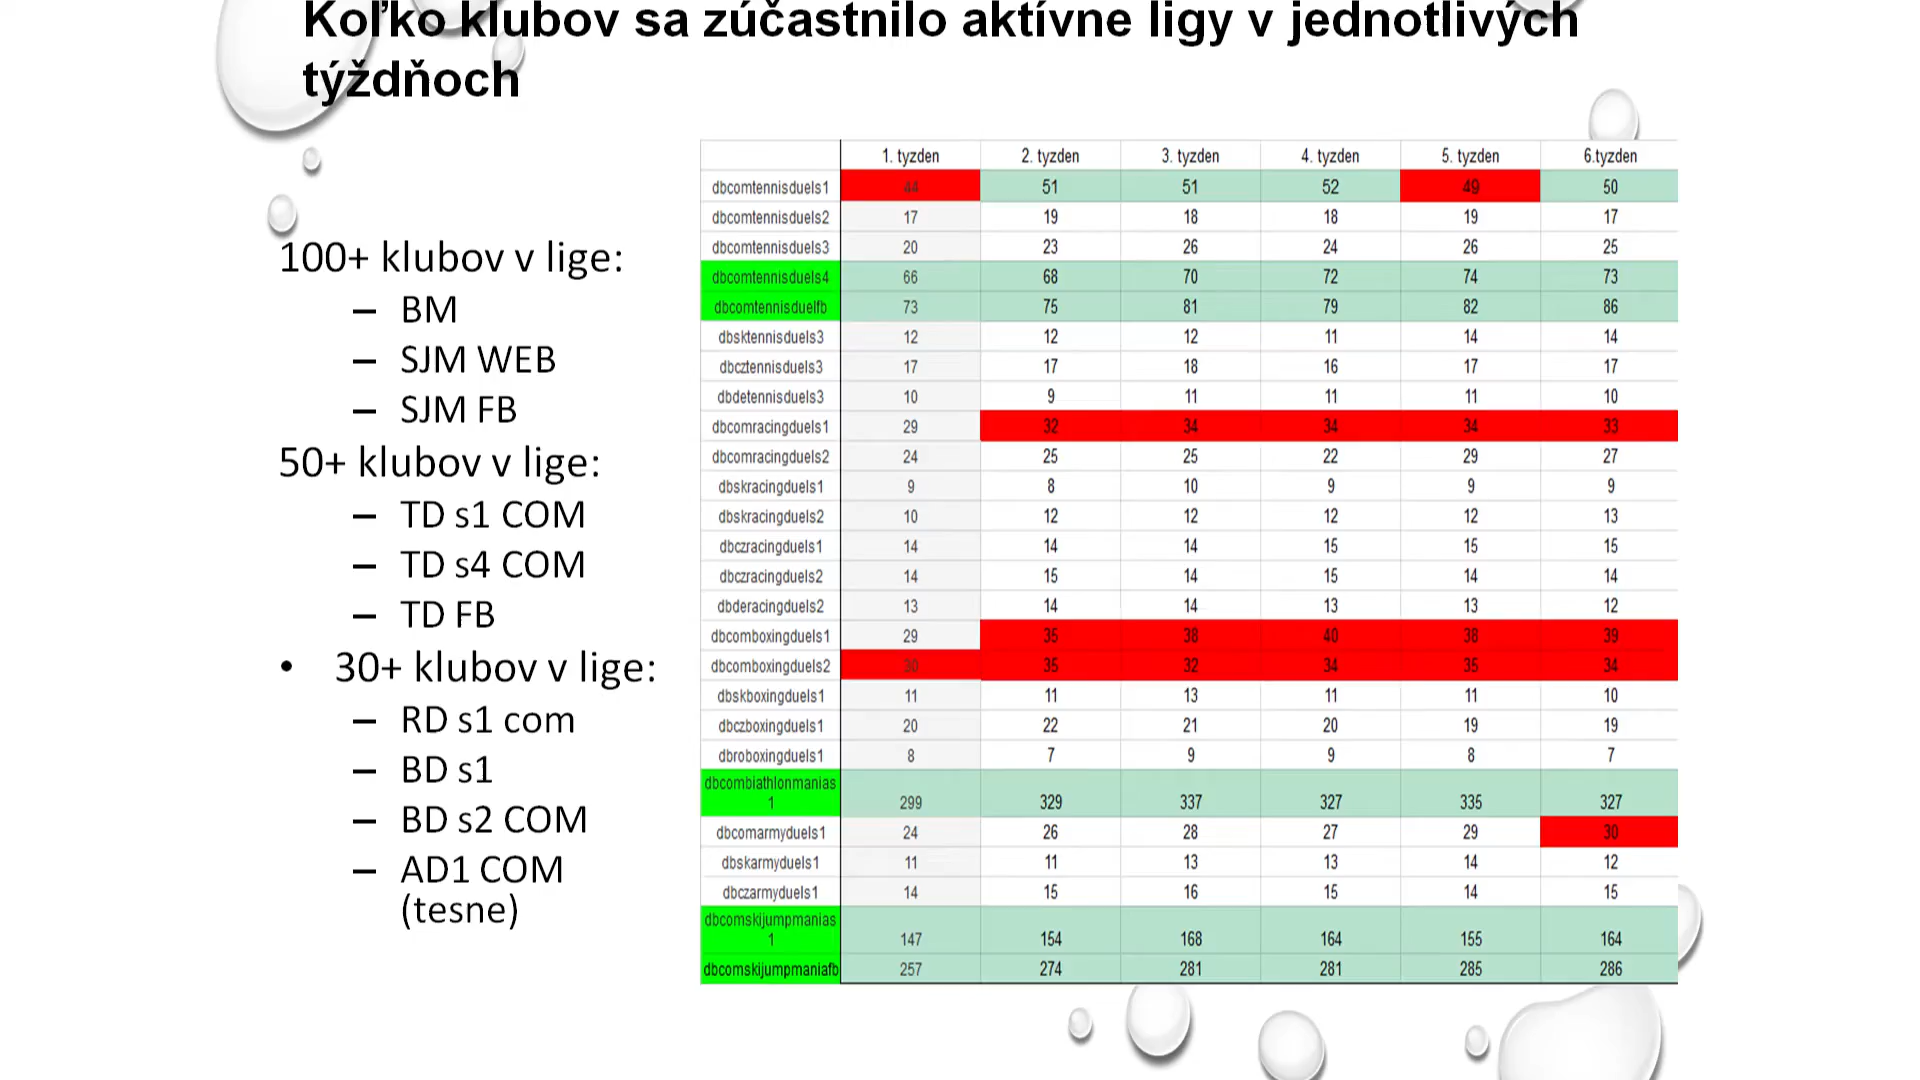 Koľko klubov sa zúčastnilo aktívne ligy v jednotlivých
týždňoch
100+ klubov v lige:
– BM
– SJM WEB
– SJM FB
50+ klubov v lige:
– TD s1 COM
– TD s4 COM
– TD FB
• 30+ klubov v lige:
– RD s1 com
– BD s1
– BD s2 COM
– AD1 COM
(tesne)
1. tyzden 2. tyzden 3. tyzden 4. tyzden 5. tyzden 6.tyzden
dbcomtennisduels1 44 51 51 52 49 50
dbcomtennisduels2 17 19 18 18 19 17
dbcomtennisduels3 20 23 26 24 26 25
dbcomtennisduels4 66 68 70 72 74 73
dbcomtennisduelfb 73 75 81 79 82 86
dbsktennisduels3 12 12 12 11 14 14
dbcztennisduels3 17 17 18 16 17 17
dbdetennisduels3 10 9 11 11 11 10
dbcomracingduels1 29 32 34 34 34 33
dbcomracingduels2 24 25 25 22 29 27
dbskracingduels1 9 8 10 9 9 9
dbskracingduels2 10 12 12 12 12 13
dbczracingduels1 14 14 14 15 15 15
dbczracingduels2 14 15 14 15 14 14
dbderacingduels2 13 14 14 13 13 12
dbcomboxingduels1 29 35 38 40 38 39
dbcomboxingduels2 30 35 32 34 35 34
dbskboxingduels1 11 11 13 11 11 10
dbczboxingduels1 20 22 21 20 19 19
dbroboxingduels1 8 7 9 9 8 7
dbcombiathlonmanias
1 299 329 337 327 335 327
dbcomarmyduels1 24 26 28 27 29 30
dbskarmyduels1 11 11 13 13 14 12
dbczarmyduels1 14 15 16 15 14 15
dbcomskijumpmanias
1 147 154 168 164 155 164
dbcomskijumpmaniafb 257 274 281 281 285 286